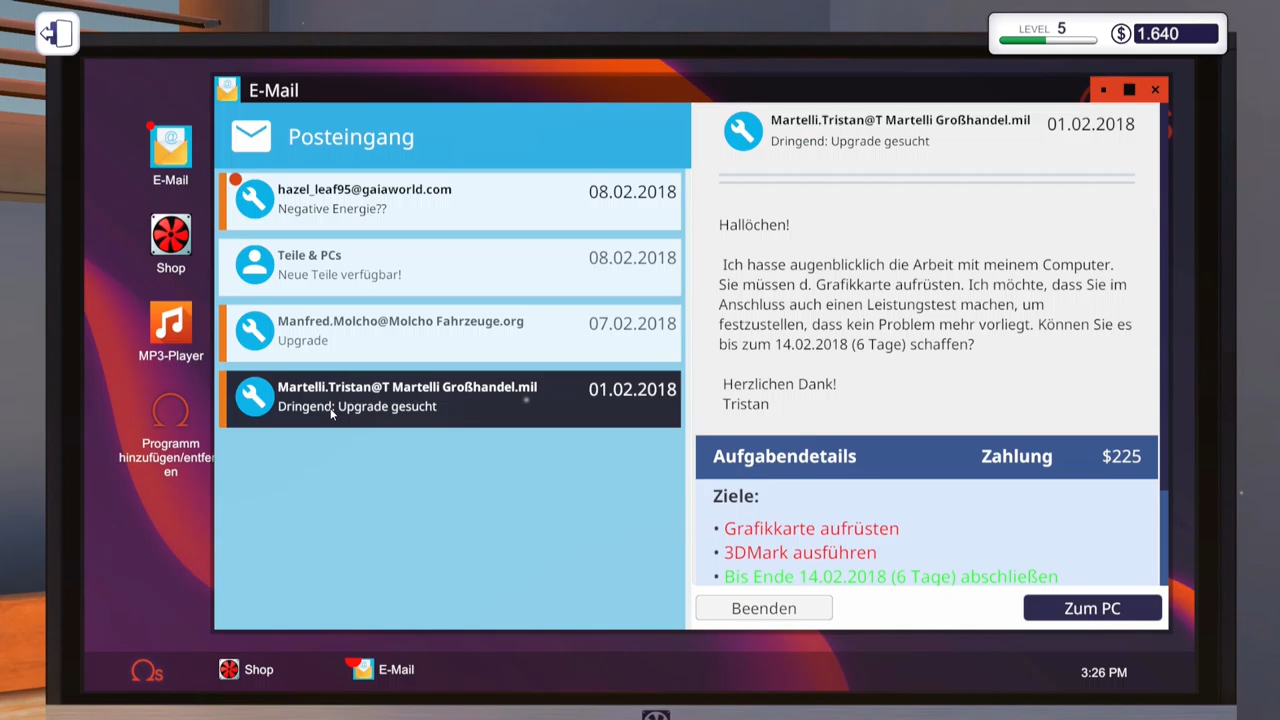 LEVEL 5
$ 1.640
E-Mail
E-Mail
Shop
MP3-Player
Programm
hinzufügen/entfer
en
Posteingang
hazel_leaf95@gaiaworld.com
08.02.2018
Negative Energie??
Teile & PCs
08.02.2018
Neue Teile verfügbar!
Manfred.Molcho@Molcho Fahrzeuge.org
07.02.2018
Upgrade
Martelli.Tristan@T Martelli Großhandel.mil
01.02.2018
Dringend: Upgrade gesucht
Martelli.Tristan@T Martelli Großhandel.mil
01.02.2018
Dringend: Upgrade gesucht
Hallöchen!
Ich hasse augenblicklich die Arbeit mit meinem Computer.
Sie müssen d. Grafikkarte aufrüsten. Ich möchte, dass Sie im
Anschluss auch einen Leistungstest machen, um
festzustellen, dass kein Problem mehr vorliegt. Können Sie es
bis zum 14.02.2018 (6 Tage) schaffen?
Herzlichen Dank!
Tristan
Aufgabendetails Zahlung $225
Ziele:
• Grafikkarte aufrüsten
• 3DMark ausführen
• Bis Ende 14.02.2018 (6 Tage) abschließen
Beenden
Zum PC
Ωs
Shop
E-Mail
3:26 PM